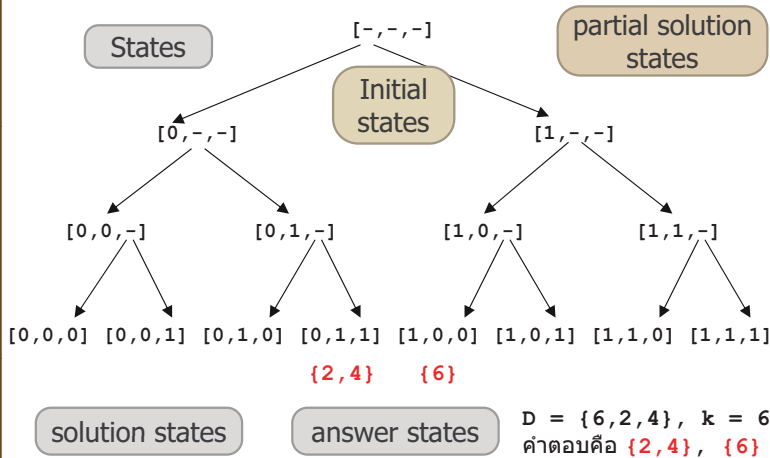 [-,-,-]
States
partial solution
states
Initial
states
[0,-,-]
[1,-,-]
[0,0,-]
[0,1,-]
[1,0,-]
[1,1,-]
[0,0,0] [0,0,1] [0,1,0] [0,1,1] [1,0,0] [1,0,1] [1,1,0] [1,1,1]
{2,4} {6}
solution states
answer states
D = {6,2,4}, k = 6
คำตอบคือ {2,4}, {6}